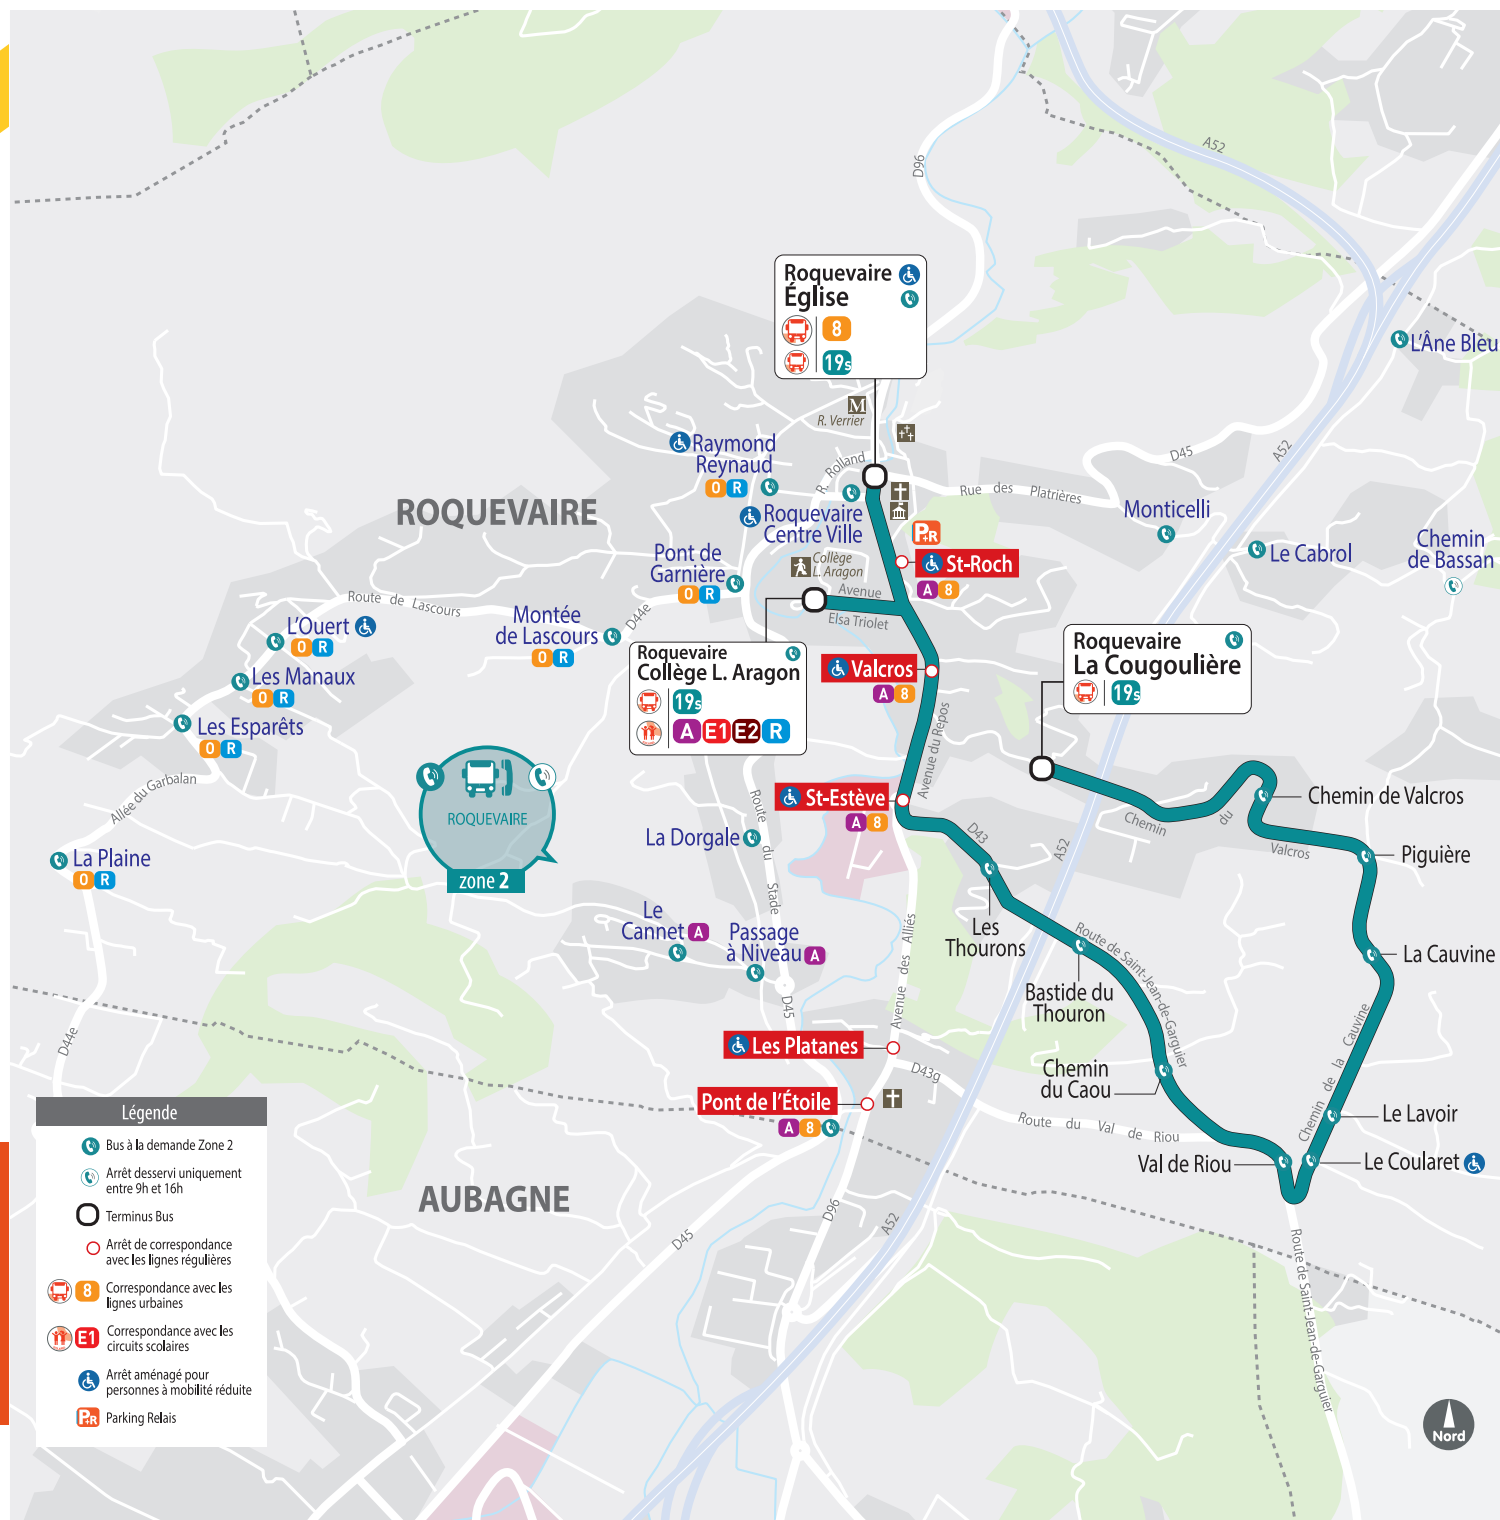 A52
D96
Roquevaire
Église
8
19s
L'Âne Bleu
M
R. Verrier
Raymond
Reynaud
O R
R. Rolland
D45
A52
Rue des Platrières
ROQUEVAIRE
Roquevaire
Centre Ville
Monticelli
P+R
Le Cabrol
Chemin
de Bassan
Pont de
Garnière
O R
Collège
L. Aragon
St-Roch
A 8
Avenue
Elsa Triolet
Route de Lascours
Montée
de Lascours
O R
D44e
L'Ouert
O R
Les Manaux
O R
Les Esparêts
O R
Roquevaire
Collège L. Aragon
19s
A E1 E2 R
Valcros
A 8
Roquevaire
La Cougoulière
19s
Avenue du Repos
Allée du Garbalan
ROQUEVAIRE
zone 2
St-Estève
A 8
Chemin de Valcros
Chemin
du
Valcros
D43
A52
La Dorgale
Route du Stade
Piguière
La Plaine
O R
Le
Cannet A
Passage
à Niveau A
Les
Thourons
Avenue des Alliés
Route de Saint-Jean-de-Garguier
La Cauvine
Bastide du
Thouron
D45
D44e
Les Platanes
D43g
Chemin
du Caou
Chemin de la Cauvine
Pont de l'Étoile
A 8
Route du Val de Riou
Le Lavoir
Val de Riou
Le Coularet
AUBAGNE
D45
D96
A52
Route de Saint-Jean-de-Garguier
Légende
Bus à la demande Zone 2
Arrêt desservi uniquement
entre 9h et 16h
Terminus Bus
Arrêt de correspondance
avec les lignes régulières
8
Correspondance avec les
lignes urbaines
E1
Correspondance avec les
circuits scolaires
Arrêt aménagé pour
personnes à mobilité réduite
P+R
Parking Relais
Nord